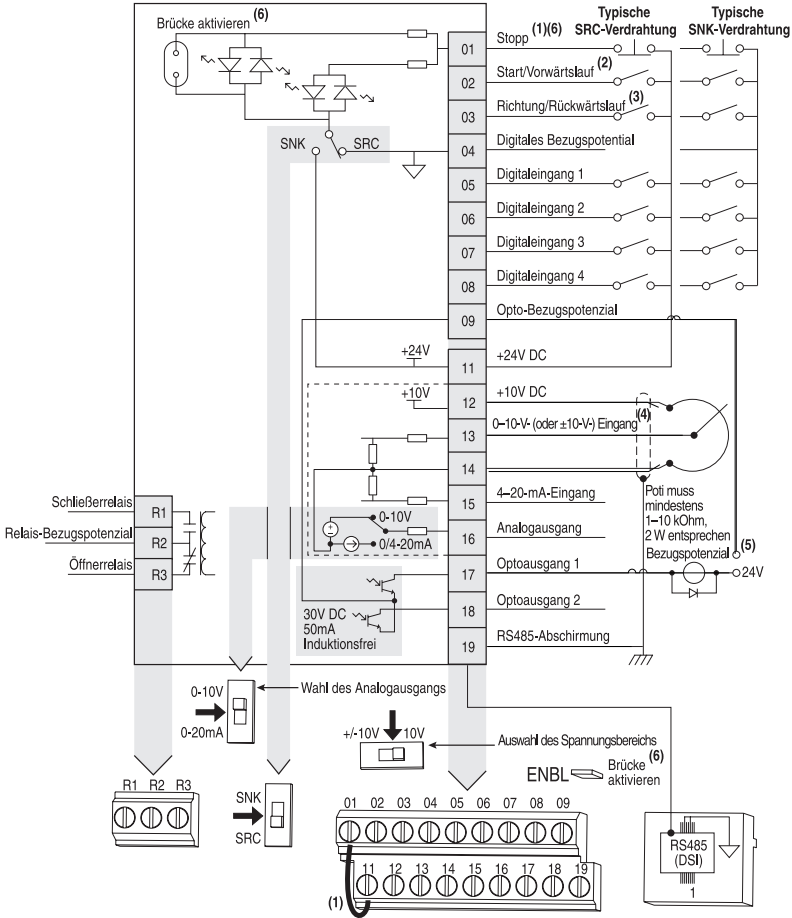 Brücke aktivieren (6)
Typische
SRC-Verdrahtung
Typische
SNK-Verdrahtung
01
Stopp (1)(6)
02
Start/Vorwärtslauf (2)
03
Richtung/Rückwärtslauf (3)
SNK
SRC
04
Digitales Bezugspotential
05
Digitaleingang 1
06
Digitaleingang 2
07
Digitaleingang 3
08
Digitaleingang 4
09
Opto-Bezugspotenzial
+24V
11
+24V DC
+10V
12
+10V DC
13
0–10-V- (oder ±10-V-) Eingang (4)
14
15
4–20-mA-Eingang
Poti muss
mindestens
1–10 kOhm,
2 W entsprechen
0-10V
0/4-20mA
16
Analogausgang
Bezugspotenzial (5)
17
Optoausgang 1
24V
18
Optoausgang 2
19
RS485-Abschirmung
30V DC
50mA
Induktionsfrei
Schließerrelais
R1
Relais-Bezugspotenzial
R2
Öffnerrelais
R3
0-10V
0-20mA
Wahl des Analogausgangs
+/-10V
10V
Auswahl des Spannungsbereichs
ENBL
Brücke (6)
aktivieren
R1 R2 R3
SNK
SRC
01 02 03 04 05 06 07 08 09
11 12 13 14 15 16 17 18 19
(1)
RS485
(DSI)
1